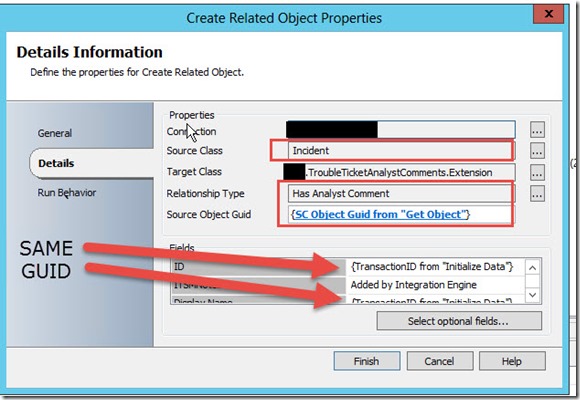 Create Related Object Properties
Details Information
Define the properties for Create Related Object.
General
Details
Run Behavior
SAME
GUID
Properties
Connection
...
Source Class
Incident
...
Target Class
.TroubleTicketAnalystComments.Extension
...
Relationship Type
Has Analyst Comment
...
Source Object Guid
{SC Object Guid from "Get Object"}
Fields
ID
{TransactionID from "Initialize Data"}
Added by Integration Engine
Display Name
{TransactionID from "Initialize Data"}
Select optional fields...
Finish
Cancel
Help